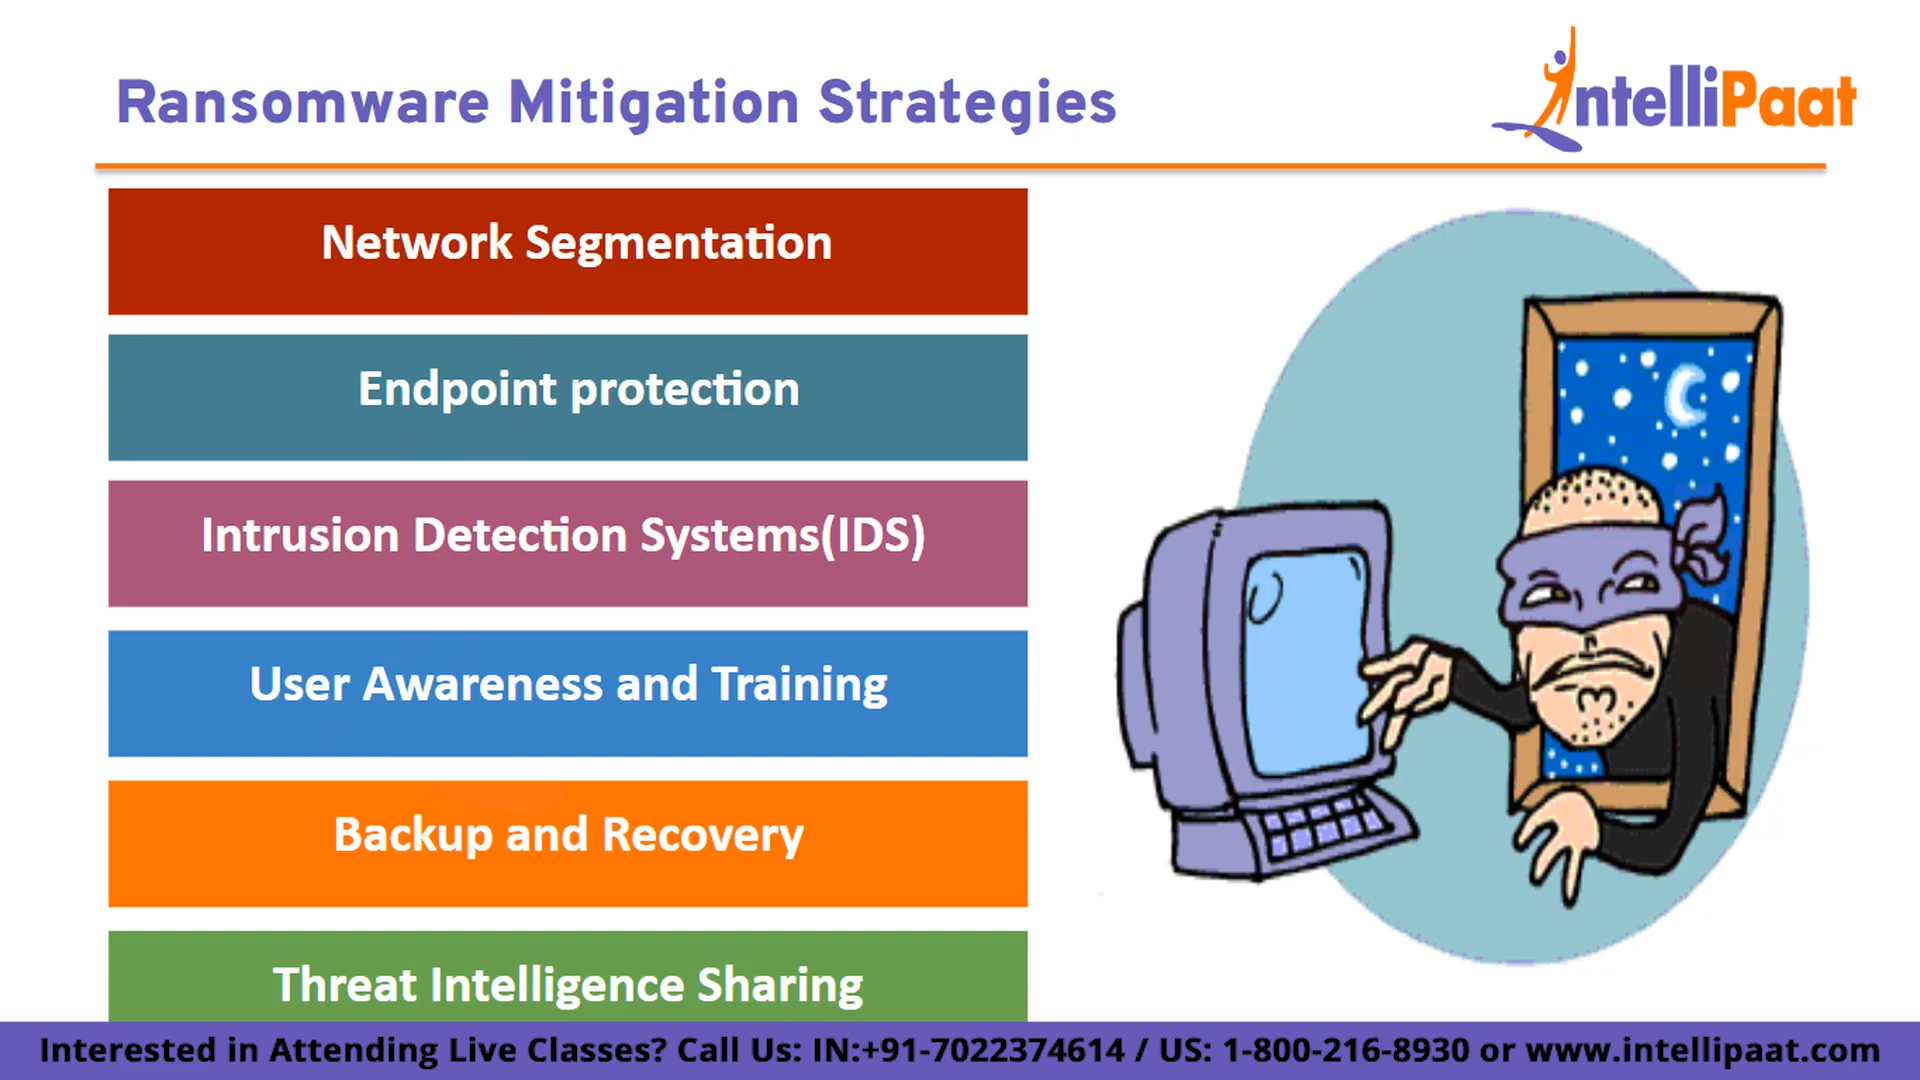 Ransomware Mitigation Strategies
IntelliPaat
Network Segmentation
Endpoint protection
Intrusion Detection Systems(IDS)
User Awareness and Training
Backup and Recovery
Threat Intelligence Sharing
Interested in Attending Live Classes? Call Us: IN:+91-7022374614 / US: 1-800-216-8930 or www.intellipaat.com